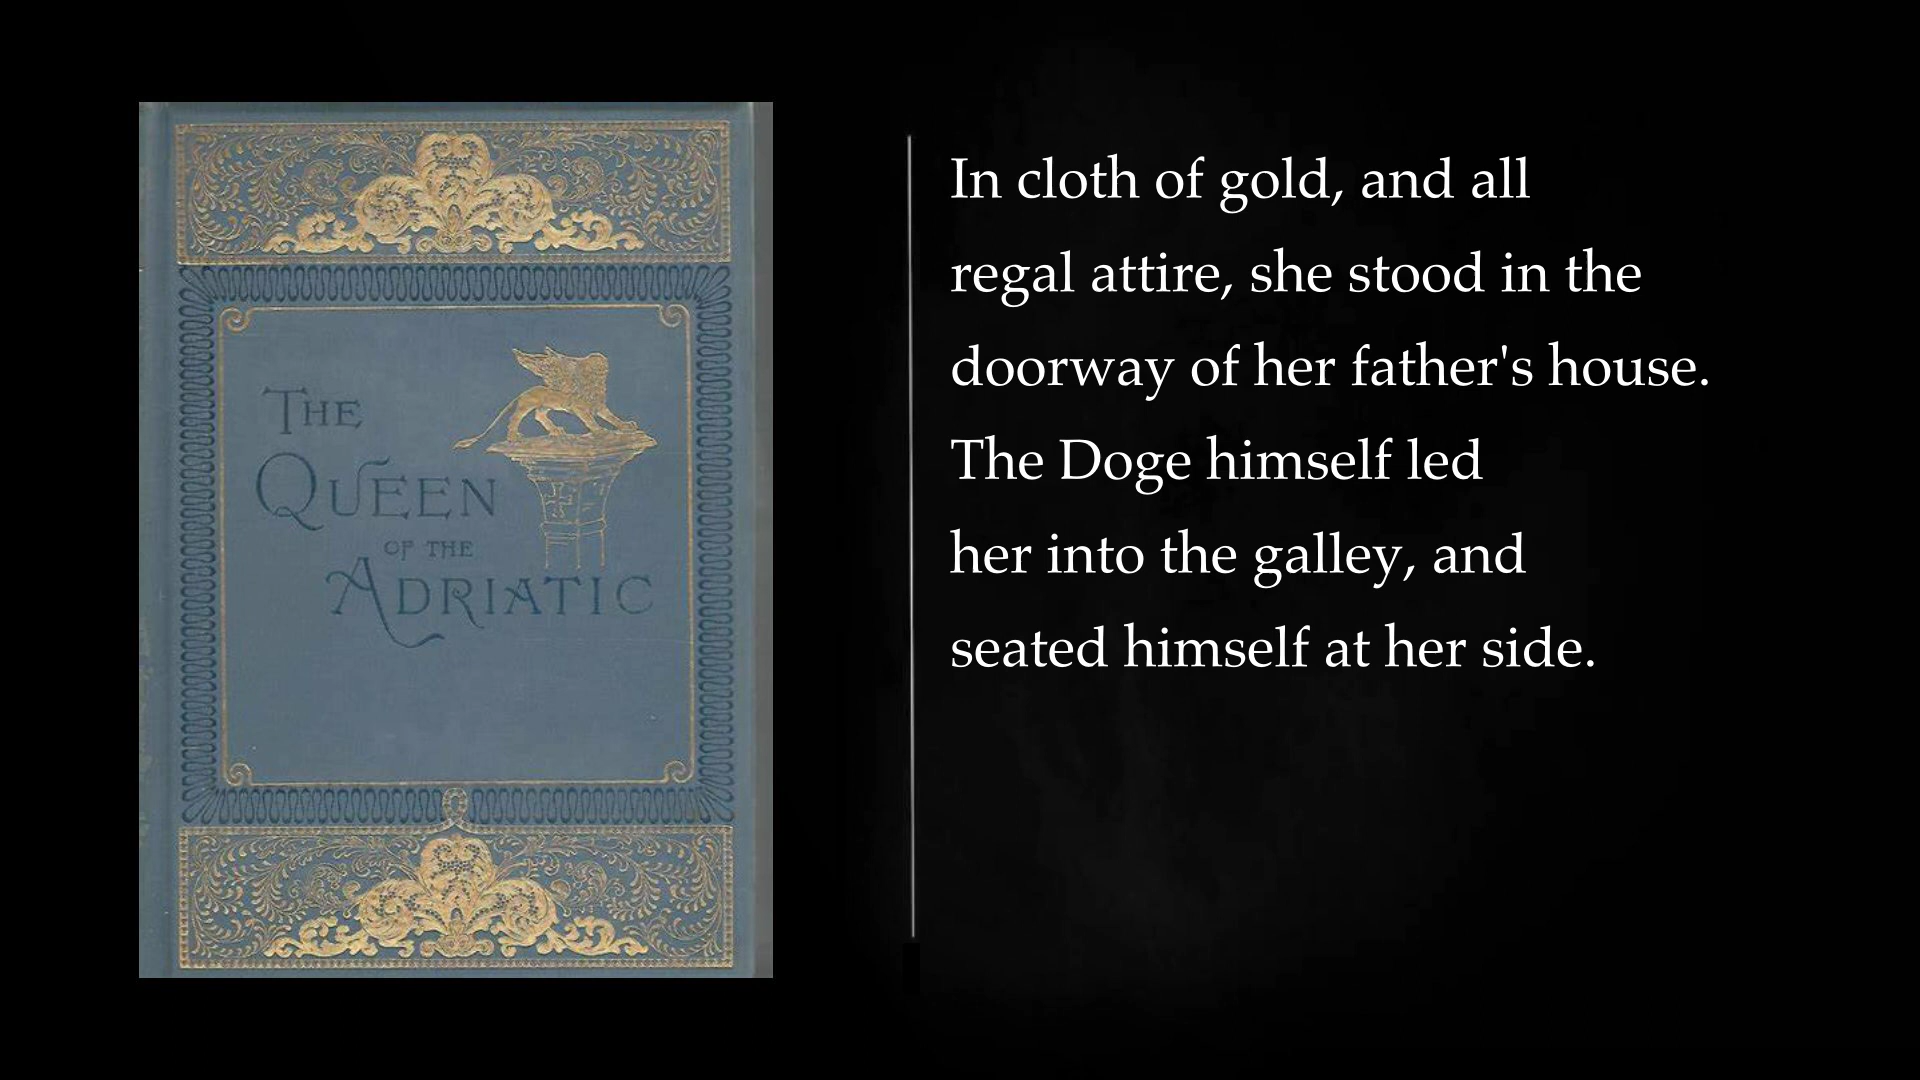 THE
QUEEN
OF THE
ADRIATIC
In cloth of gold, and all
regal attire, she stood in the
doorway of her father's house.
The Doge himself led
her into the galley, and
seated himself at her side.